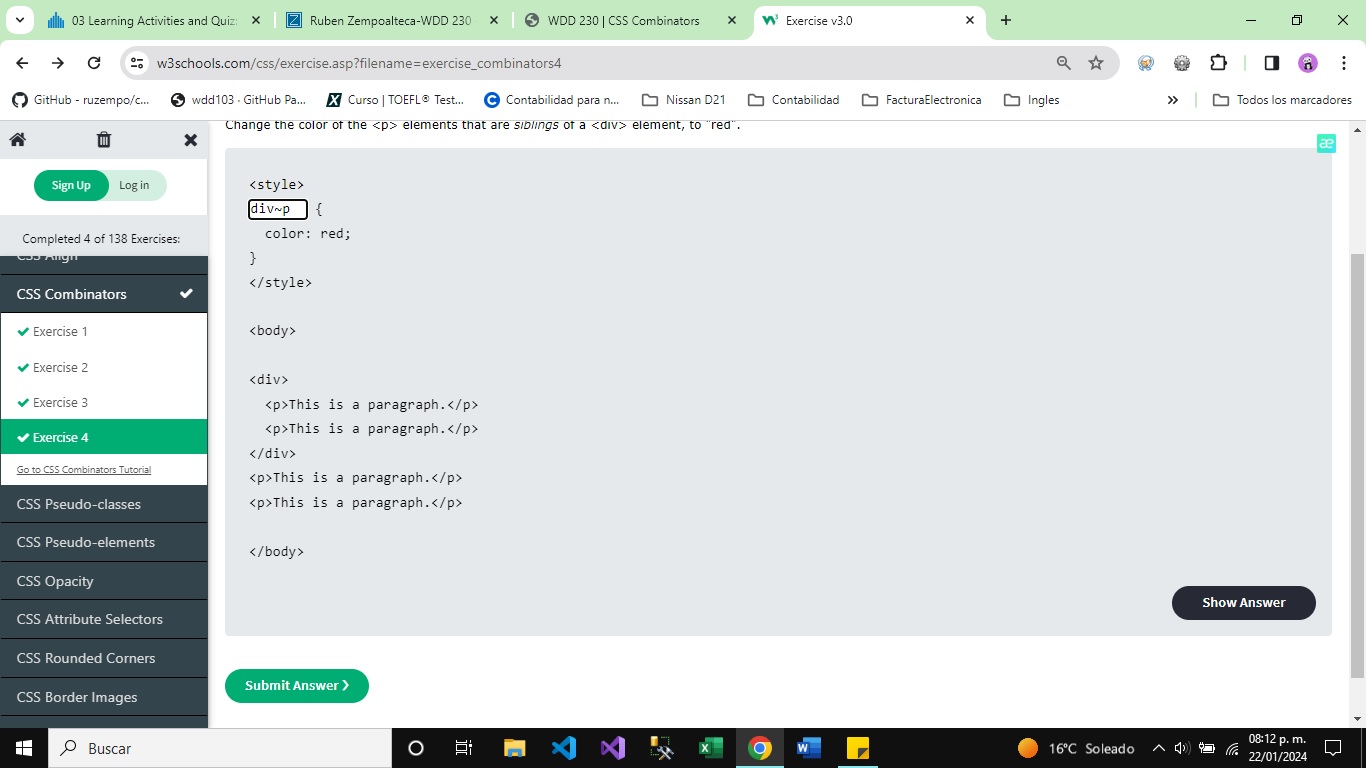 03 Learning Activities and Quiz
Ruben Zempoalteca-WDD 230
WDD 230 | CSS Combinators
Exercise v3.0
w3schools.com/css/exercise.asp?filename=exercise_combinators4
GitHub - ruzempo/c...
wdd103 · GitHub Pa...
Curso | TOEFL® Test...
Contabilidad para n...
Nissan D21
Contabilidad
FacturaElectronica
Ingles
Todos los marcadores
Sign Up
Log in
Completed 4 of 138 Exercises:
CSS Align
CSS Combinators
Exercise 1
Exercise 2
Exercise 3
Exercise 4
Go to CSS Combinators Tutorial
CSS Pseudo-classes
CSS Pseudo-elements
CSS Opacity
CSS Attribute Selectors
CSS Rounded Corners
CSS Border Images
Change the color of the <p> elements that are siblings of a <div> element, to "red".
æ
<style>
div~p {
color: red;
}
</style>
<body>
<div>
<p>This is a paragraph.</p>
<p>This is a paragraph.</p>
</div>
<p>This is a paragraph.</p>
<p>This is a paragraph.</p>
</body>
Show Answer
Submit Answer ❯
Buscar
16°C Soleado
08:12 p. m.
22/01/2024